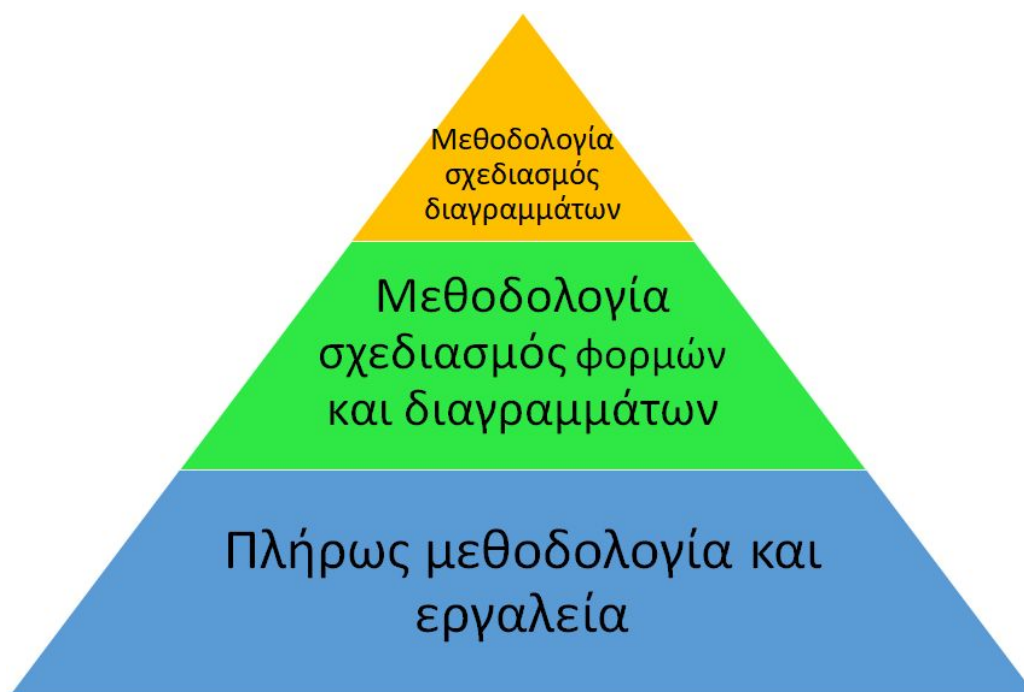 Μεθοδολογία
σχεδιασμός
διαγραμμάτων
Μεθοδολογία
σχεδιασμός φορμών
και διαγραμμάτων
Πλήρως μεθοδολογία και
εργαλεία